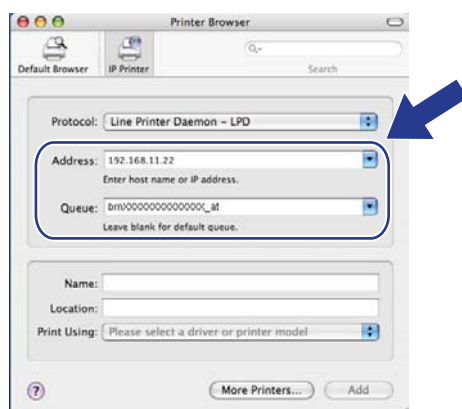 Printer Browser
Default Browser
IP Printer
Search
Protocol: Line Printer Daemon – LPD
Address: 192.168.11.22
Enter host name or IP address.
Queue: brnXXXXXXXXXXXX_at
Leave blank for default queue.
Name:
Location:
Print Using: Please select a driver or printer model
? More Printers... Add